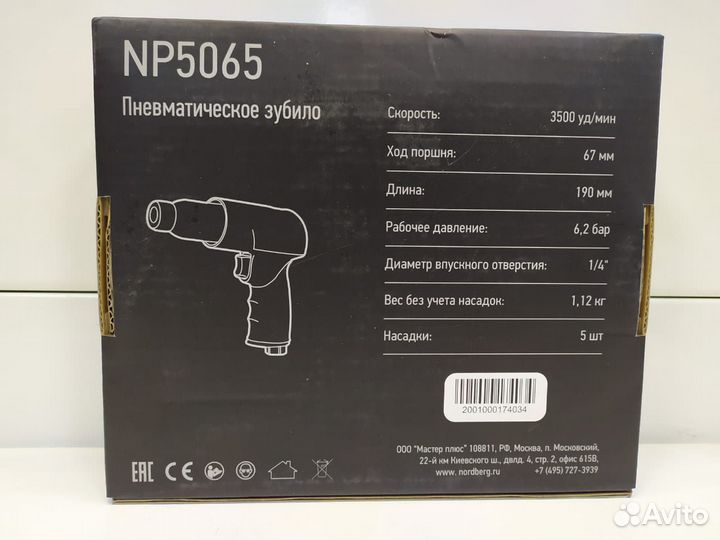 NP5065
Пневматическое зубило
Скорость: 3500 уд/мин
Ход поршня: 67 мм
Длина: 190 мм
Рабочее давление: 6,2 бар
Диаметр впускного отверстия: 1/4"
Вес без учета насадок: 1,12 кг
Насадки: 5 шт
2001000174034
ООО "Мастер плюс" 108811, РФ, Москва, п. Московский,
22-й км Киевского ш., двлд. 4, стр. 2, офис 615В,
www.nordberg.ru +7 (495) 727-3939
EAC CE
Avito